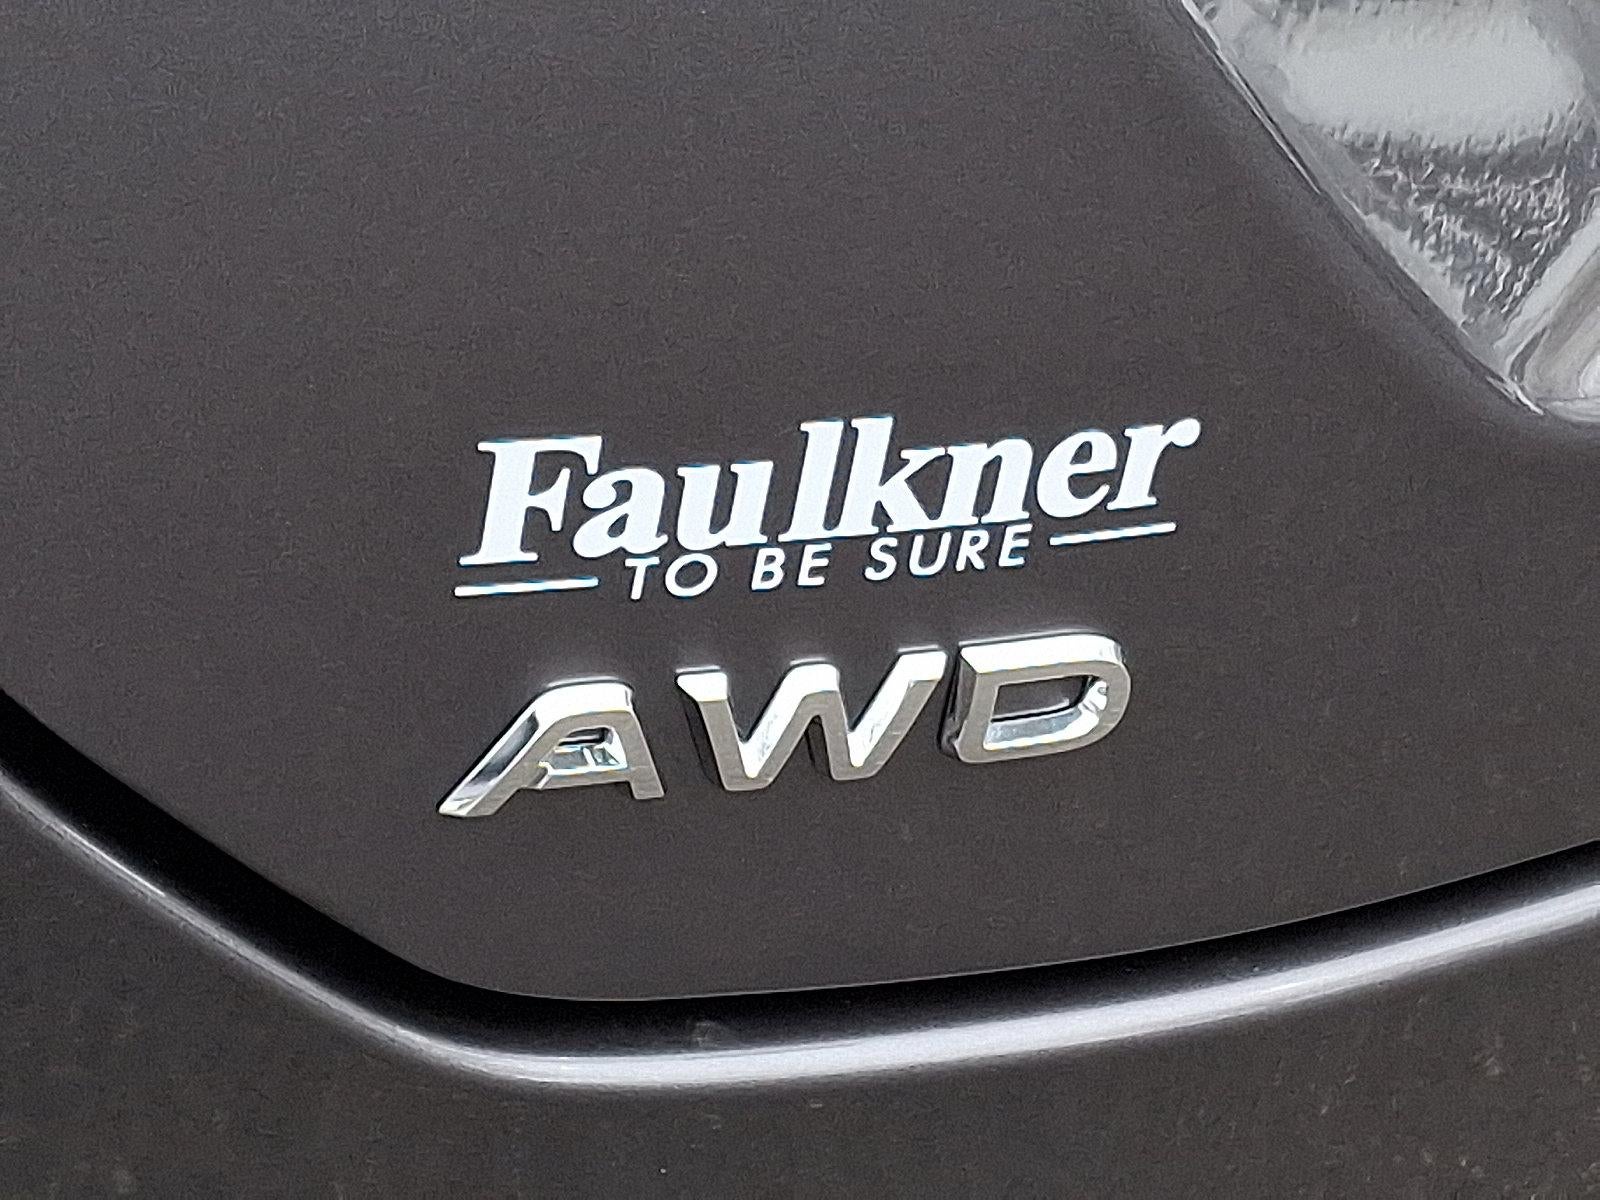 Faulkner
TO BE SURE
AWD